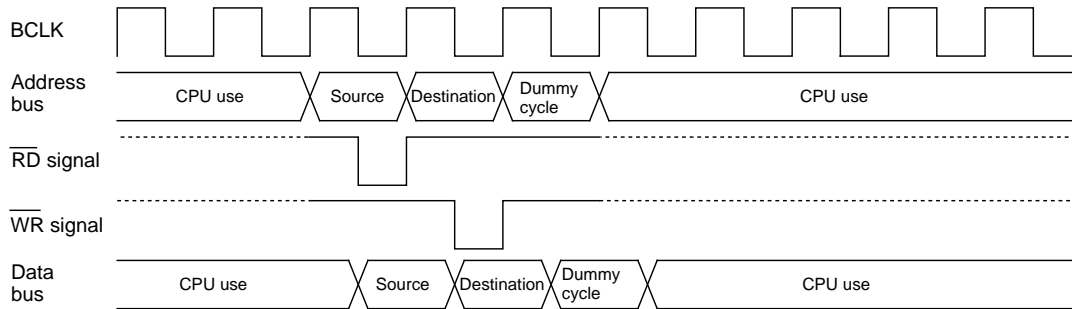 BCLK
Address
bus
CPU use
Source
Destination
Dummy
cycle
CPU use
RD signal
WR signal
Data
bus
CPU use
Source
Destination
Dummy
cycle
CPU use